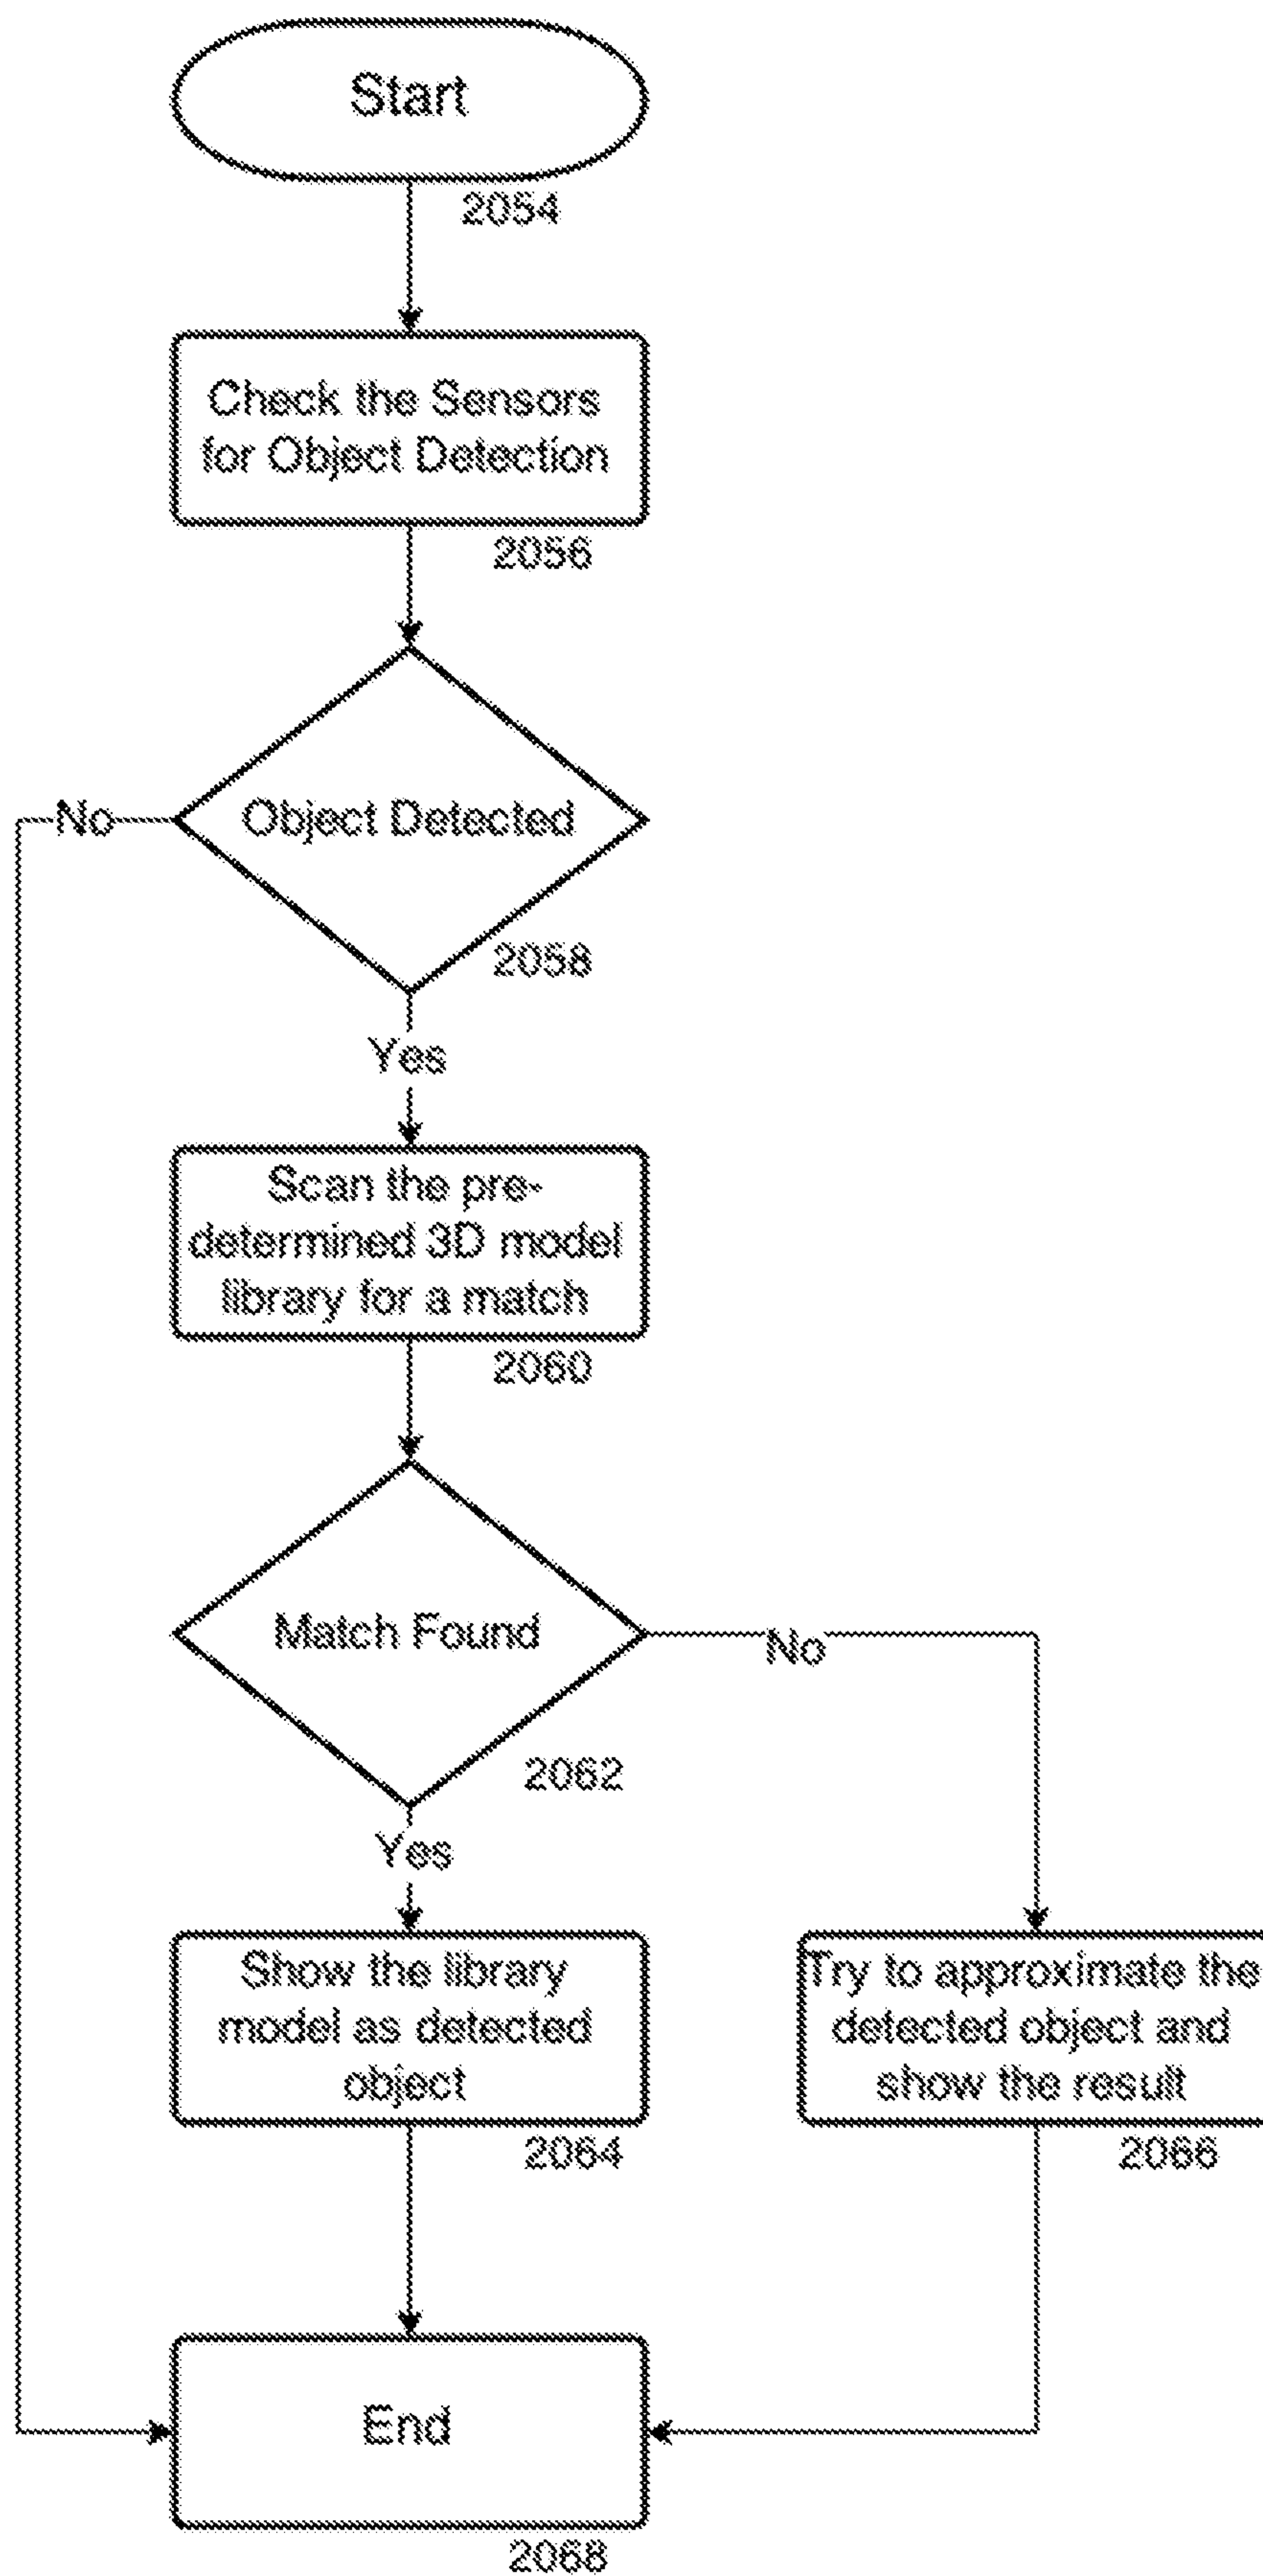 Start
2054
Check the Sensors
for Object Detection
2056
Object Detected
No
2058
Yes
Scan the pre-
determined 3D model
library for a match
2060
Match Found
No
2062
Yes
Show the library
model as detected
object
2064
Try to approximate the
detected object and
show the result
2066
End
2068